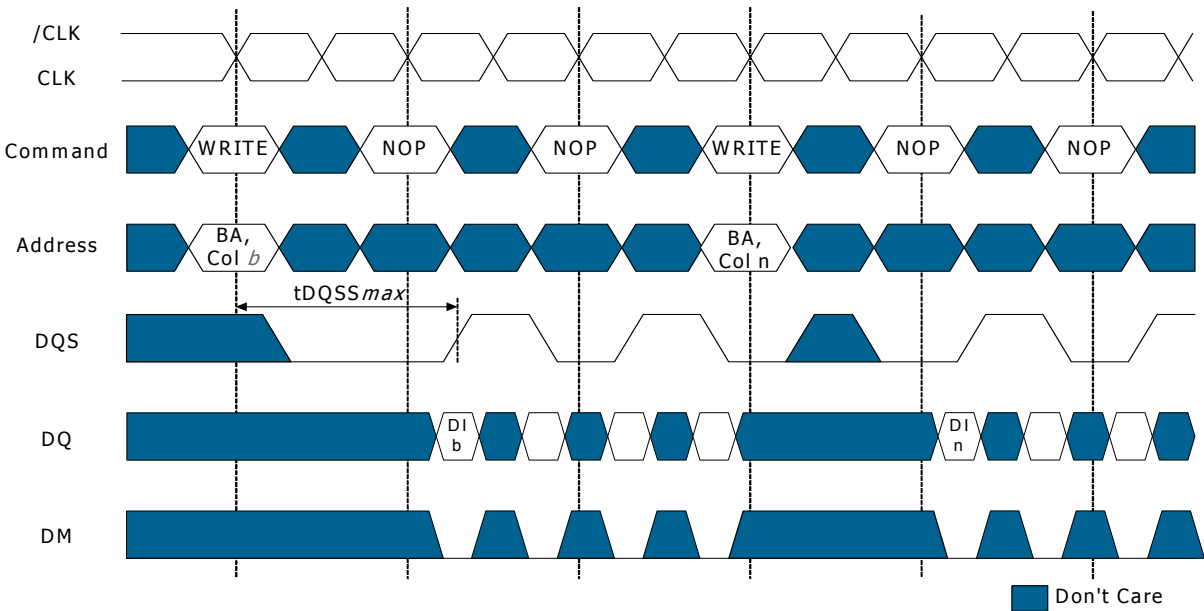 /CLK
CLK
Command
WRITE NOP NOP WRITE NOP NOP
Address
BA,
Col b
BA,
Col n
tDQSSmax
DQS
DQ
DI
b
DI
n
DM
Don't Care